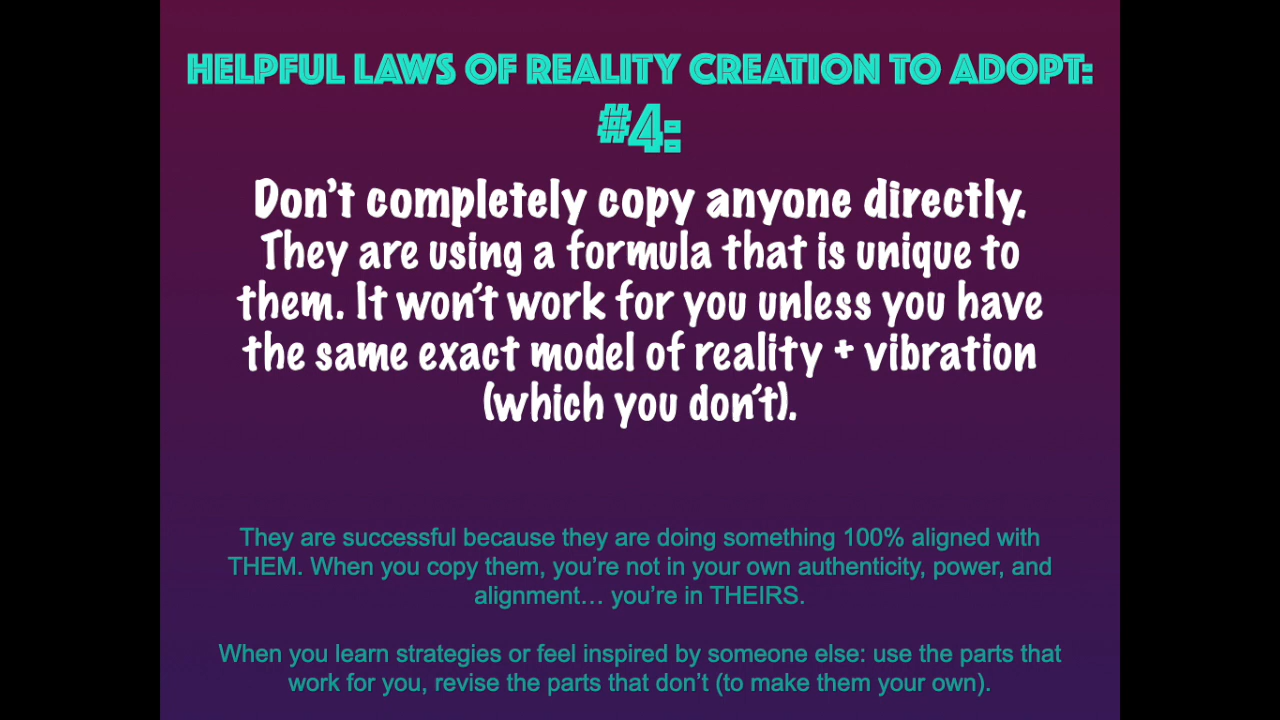 HELPFUL LAWS OF REALITY CREATION TO ADOPT:
#4:
Don't completely copy anyone directly.
They are using a formula that is unique to
them. It won't work for you unless you have
the same exact model of reality + vibration
(which you don't).
They are successful because they are doing something 100% aligned with
THEM. When you copy them, you’re not in your own authenticity, power, and
alignment… you’re in THEIRS.
When you learn strategies or feel inspired by someone else: use the parts that
work for you, revise the parts that don’t (to make them your own).